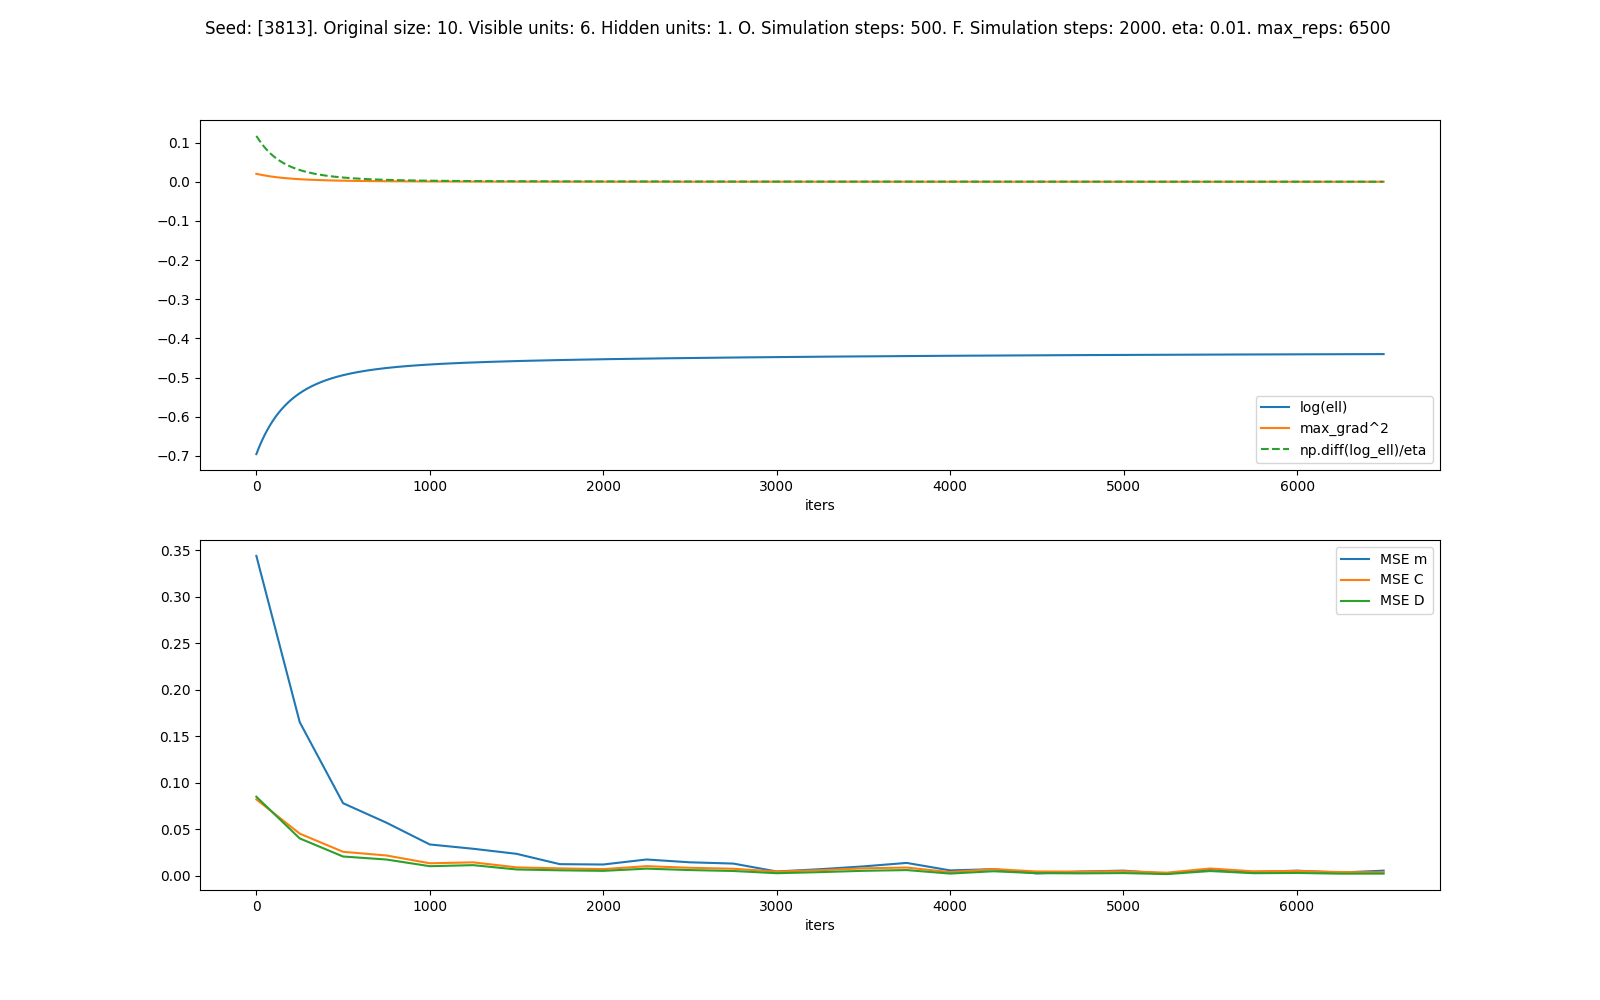 Seed: [3813]. Original size: 10. Visible units: 6. Hidden units: 1. O. Simulation steps: 500. F. Simulation steps: 2000. eta: 0.01. max_reps: 6500
0.1
0.0
−0.1
−0.2
−0.3
−0.4
−0.5
−0.6
−0.7
log(ell)
max_grad^2
np.diff(log_ell)/eta
0 1000 2000 3000 4000 5000 6000
iters
0.35
0.30
0.25
0.20
0.15
0.10
0.05
0.00
MSE m
MSE C
MSE D
0 1000 2000 3000 4000 5000 6000
iters